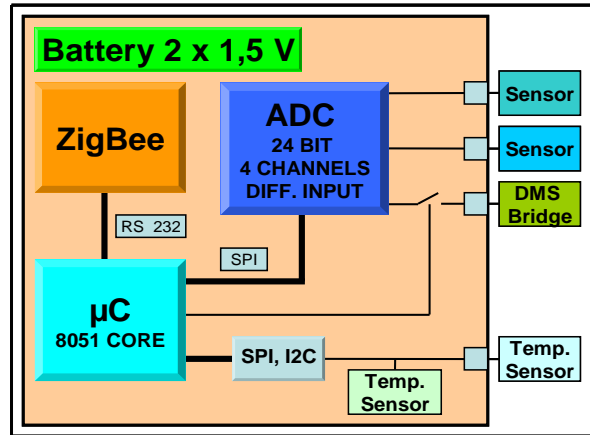 Battery 2 x 1,5 V
ZigBee
ADC
24 BIT
4 CHANNELS
DIFF. INPUT
Sensor
Sensor
DMS
Bridge
RS 232
SPI
µC
8051 CORE
SPI, I2C
Temp.
Sensor
Temp.
Sensor